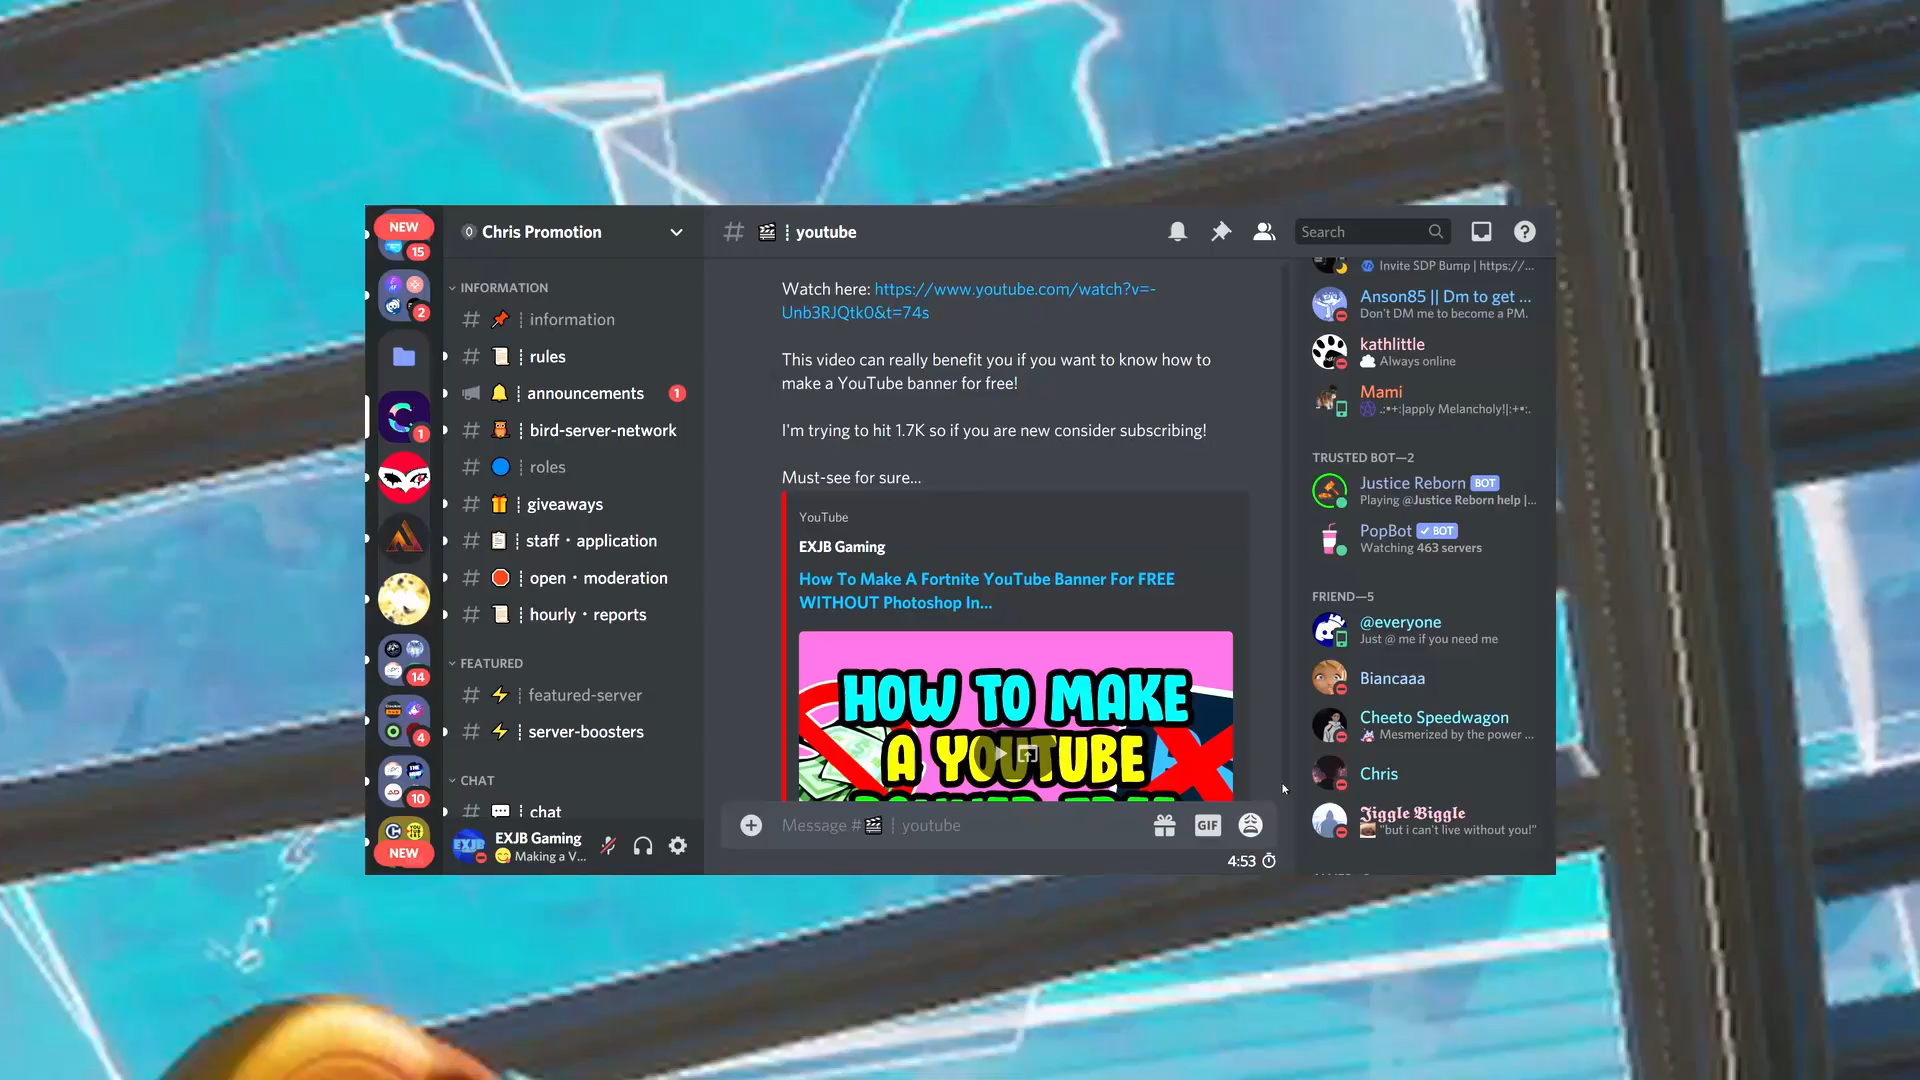 NEW
15
2
1
14
4
10
NEW
Chris Promotion
INFORMATION
# ┊ information
# ┊ rules
┊ announcements 1
# ┊ bird-server-network
# ┊ roles
# ┊ giveaways
# ┊ staff・application
# ┊ open・moderation
# ┊ hourly・reports
FEATURED
# ┊ featured-server
# ┊ server-boosters
CHAT
# ┊ chat
EXJB
EXJB Gaming
Making a V...
# ┊ youtube
Search
Watch here: https://www.youtube.com/watch?v=-
Unb3RJQtk0&t=74s
This video can really benefit you if you want to know how to
make a YouTube banner for free!
I'm trying to hit 1.7K so if you are new consider subscribing!
Must-see for sure...
YouTube
EXJB Gaming
How To Make A Fortnite YouTube Banner For FREE
WITHOUT Photoshop In...
HOW TO MAKE
A YOUTUBE
Message # ┊ youtube
GIF
4:53
Invite SDP Bump | https://...
Anson85 || Dm to get ...
Don't DM me to become a PM.
kathlittle
Always online
Mami
.:•+:|apply Melancholy!|:+•:.
TRUSTED BOT—2
Justice Reborn BOT
Playing @Justice Reborn help |...
PopBot BOT
Watching 463 servers
FRIEND—5
@everyone
Just @ me if you need me
Biancaaa
Cheeto Speedwagon
Mesmerized by the power ...
Chris
𝕵𝖎𝖌𝖌𝖑𝖊 𝕭𝖎𝖌𝖌𝖑𝖊
"but i can't live without you!"